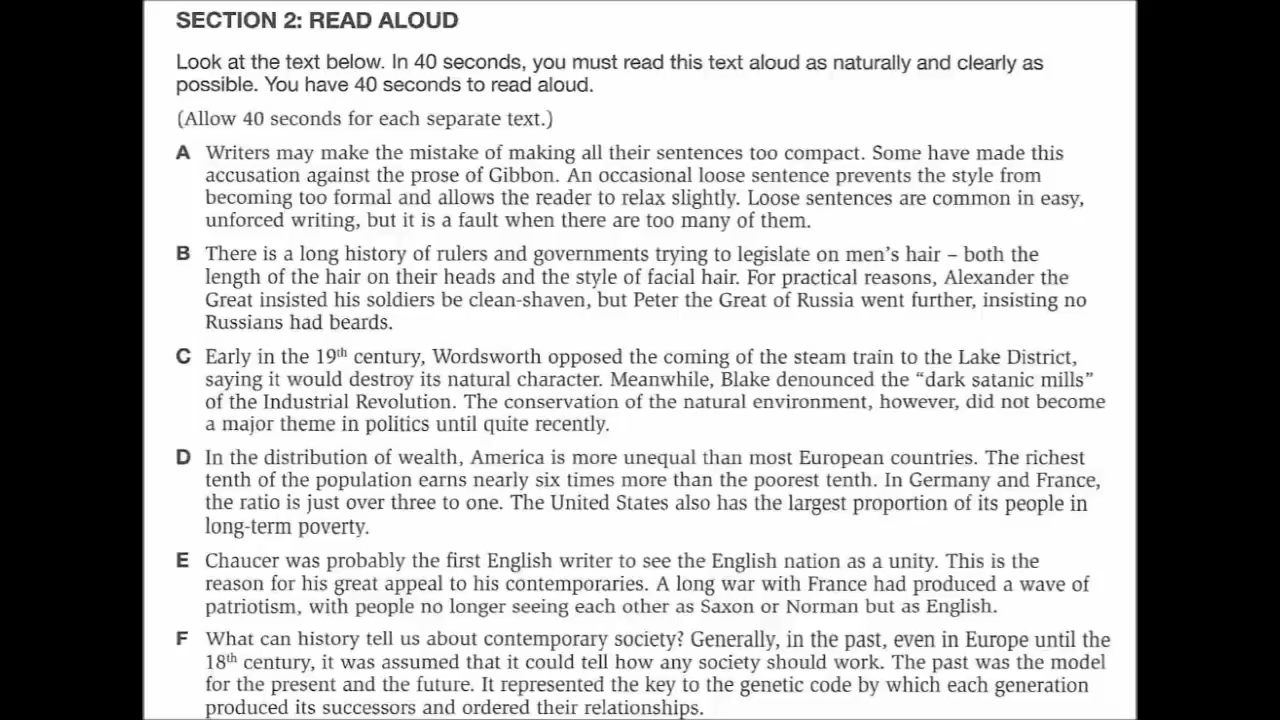 SECTION 2: READ ALOUD
Look at the text below. In 40 seconds, you must read this text aloud as naturally and clearly as
possible. You have 40 seconds to read aloud.
(Allow 40 seconds for each separate text.)
A Writers may make the mistake of making all their sentences too compact. Some have made this
accusation against the prose of Gibbon. An occasional loose sentence prevents the style from
becoming too formal and allows the reader to relax slightly. Loose sentences are common in easy,
unforced writing, but it is a fault when there are too many of them.
B There is a long history of rulers and governments trying to legislate on men's hair – both the
length of the hair on their heads and the style of facial hair. For practical reasons, Alexander the
Great insisted his soldiers be clean-shaven, but Peter the Great of Russia went further, insisting no
Russians had beards.
C Early in the 19th century, Wordsworth opposed the coming of the steam train to the Lake District,
saying it would destroy its natural character. Meanwhile, Blake denounced the “dark satanic mills”
of the Industrial Revolution. The conservation of the natural environment, however, did not become
a major theme in politics until quite recently.
D In the distribution of wealth, America is more unequal than most European countries. The richest
tenth of the population earns nearly six times more than the poorest tenth. In Germany and France,
the ratio is just over three to one. The United States also has the largest proportion of its people in
long-term poverty.
E Chaucer was probably the first English writer to see the English nation as a unity. This is the
reason for his great appeal to his contemporaries. A long war with France had produced a wave of
patriotism, with people no longer seeing each other as Saxon or Norman but as English.
F What can history tell us about contemporary society? Generally, in the past, even in Europe until the
18th century, it was assumed that it could tell how any society should work. The past was the model
for the present and the future. It represented the key to the genetic code by which each generation
produced its successors and ordered their relationships.